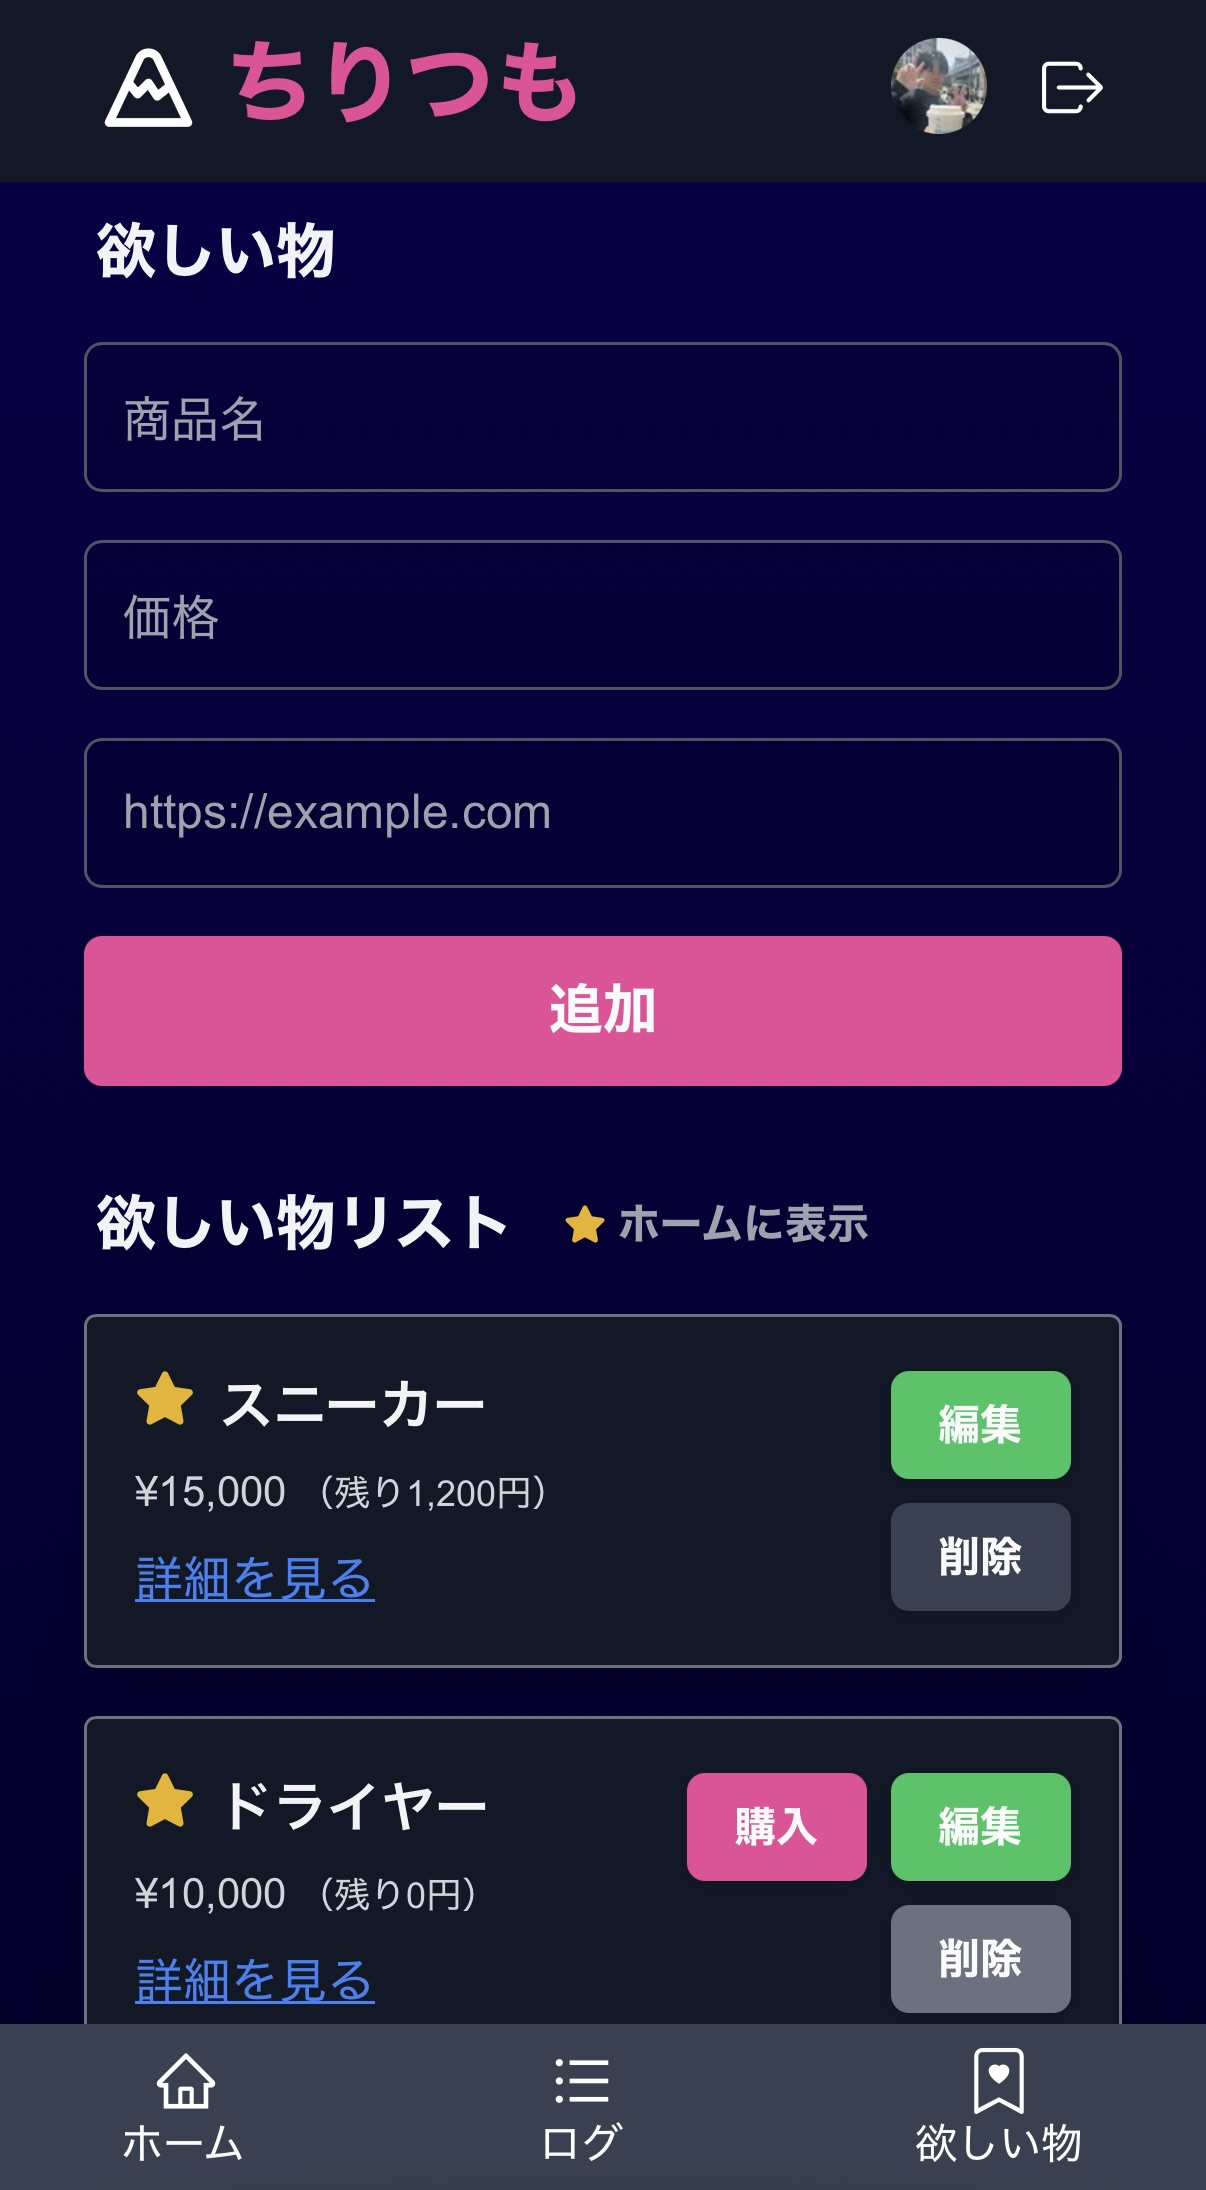 ちりつも
欲しい物
商品名
価格
https://example.com
追加
欲しい物リスト ホームに表示
スニーカー
¥15,000 （残り1,200円）
詳細を見る
編集
削除
ドライヤー
¥10,000 （残り0円）
詳細を見る
購入 編集
削除
ホーム ログ 欲しい物